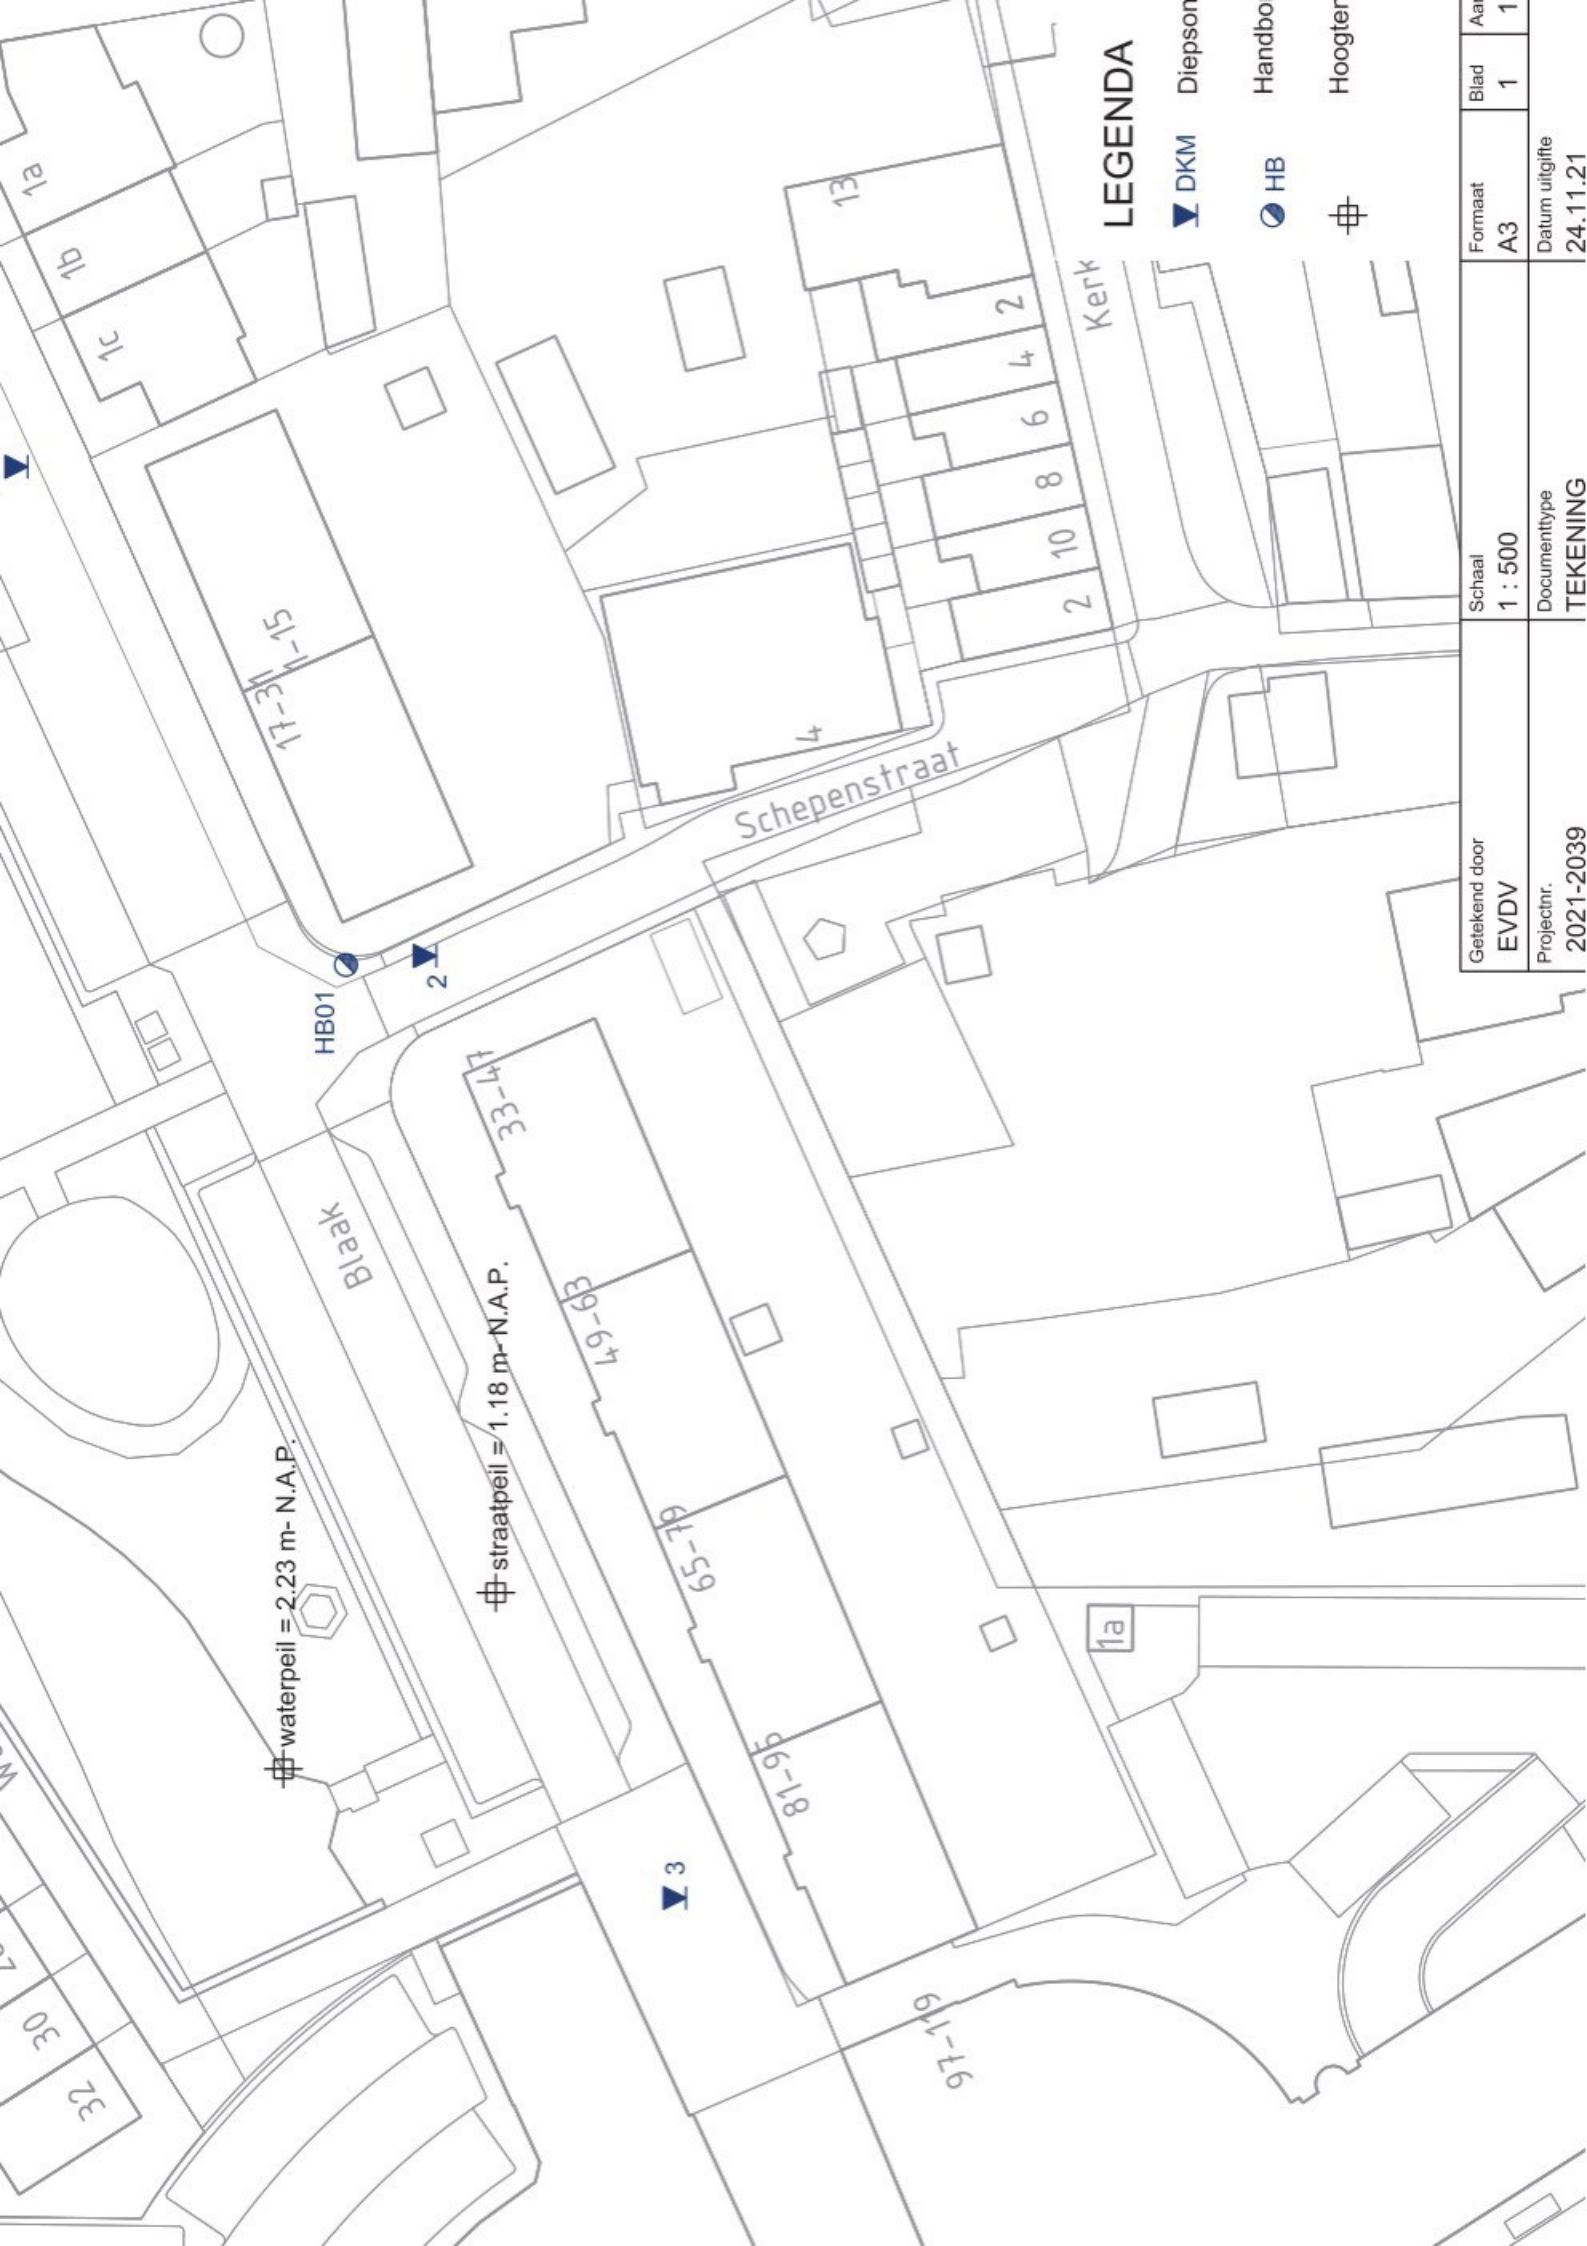 1a
1b
1c
1-15
17-31
13
2
4
6
8
10
2
4
Kerk
Schepenstraat
HB01
2
33-47
Blaak
49-63
straatpeil = 1.18 m- N.A.P.
waterpeil = 2.23 m- N.A.P.
65-79
81-95
3
1a
97-119
30
32
LEGENDA
DKM Diepson
HB Handbo
Hoogter
Getekend door
EVDV
Schaal
1 : 500
Formaat
A3
Blad
1
Aan
1
Projectnr.
2021-2039
Documenttype
TEKENING
Datum uitgifte
24.11.21